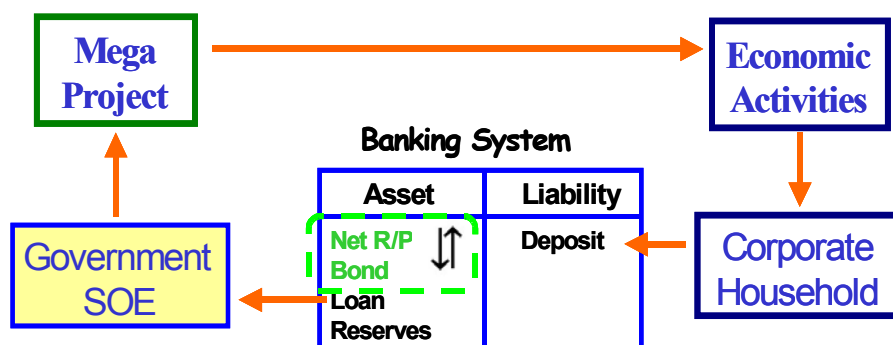 Mega
Project
Economic
Activities
Banking System
Asset Liability
Net R/P Deposit
Bond
Loan
Reserves
Government
SOE
Corporate
Household